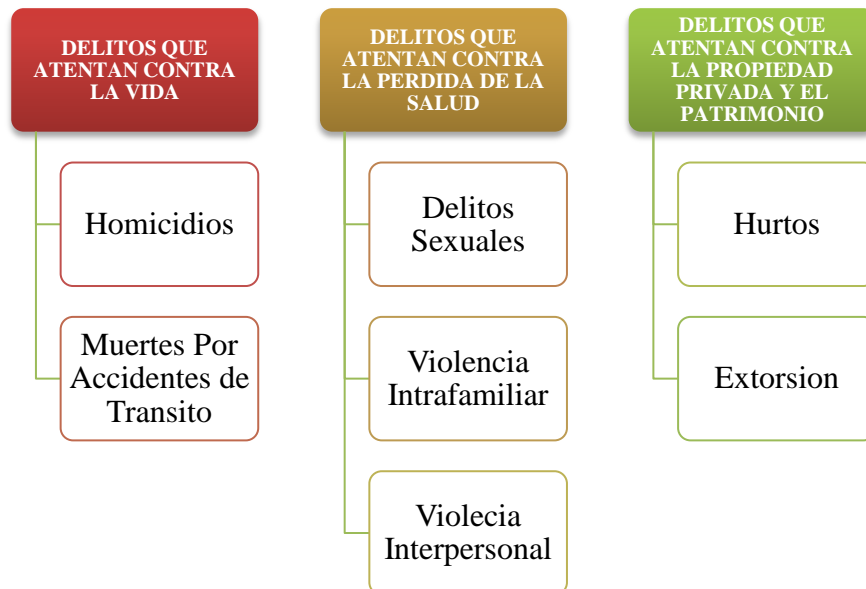 DELITOS QUE
ATENTAN CONTRA
LA VIDA
Homicidios
Muertes Por
Accidentes de
Transito
DELITOS QUE
ATENTAN CONTRA
LA PERDIDA DE LA
SALUD
Delitos
Sexuales
Violencia
Intrafamiliar
Violecia
Interpersonal
DELITOS QUE
ATENTAN CONTRA
LA PROPIEDAD
PRIVADA Y EL
PATRIMONIO
Hurtos
Extorsion